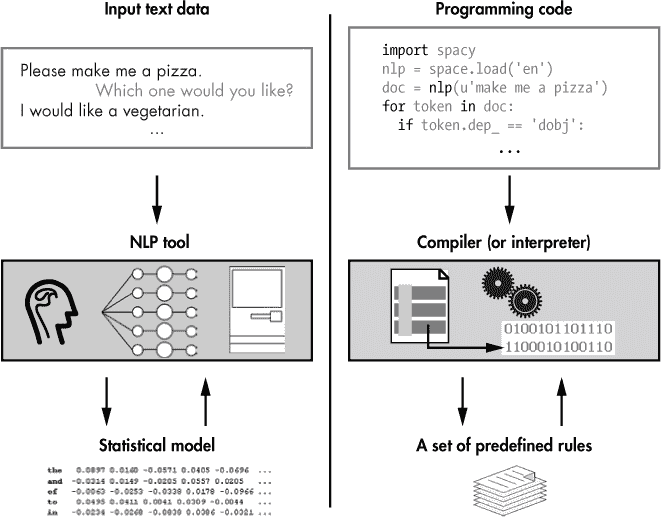 Input text data
Please make me a pizza.
Which one would you like?
I would like a vegetarian.
...
NLP tool
Statistical model
the 0.0897 0.0160 -0.0571 0.0405 -0.0696 ...
and -0.0314 0.0149 -0.0205 0.0557 0.0205 ...
of -0.0063 -0.0253 -0.0338 0.0178 -0.0966 ...
to 0.0495 0.0411 0.0041 0.0309 -0.0044 ...
in -0.0234 -0.0268 -0.0838 0.0386 -0.0321 ...
Programming code
import spacy
nlp = space.load('en')
doc = nlp(u'make me a pizza')
for token in doc:
if token.dep_ == 'dobj':
...
Compiler (or interpreter)
0100101101110
1100010100110
A set of predefined rules